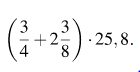 (3/4 + 2 3/8) · 25,8.